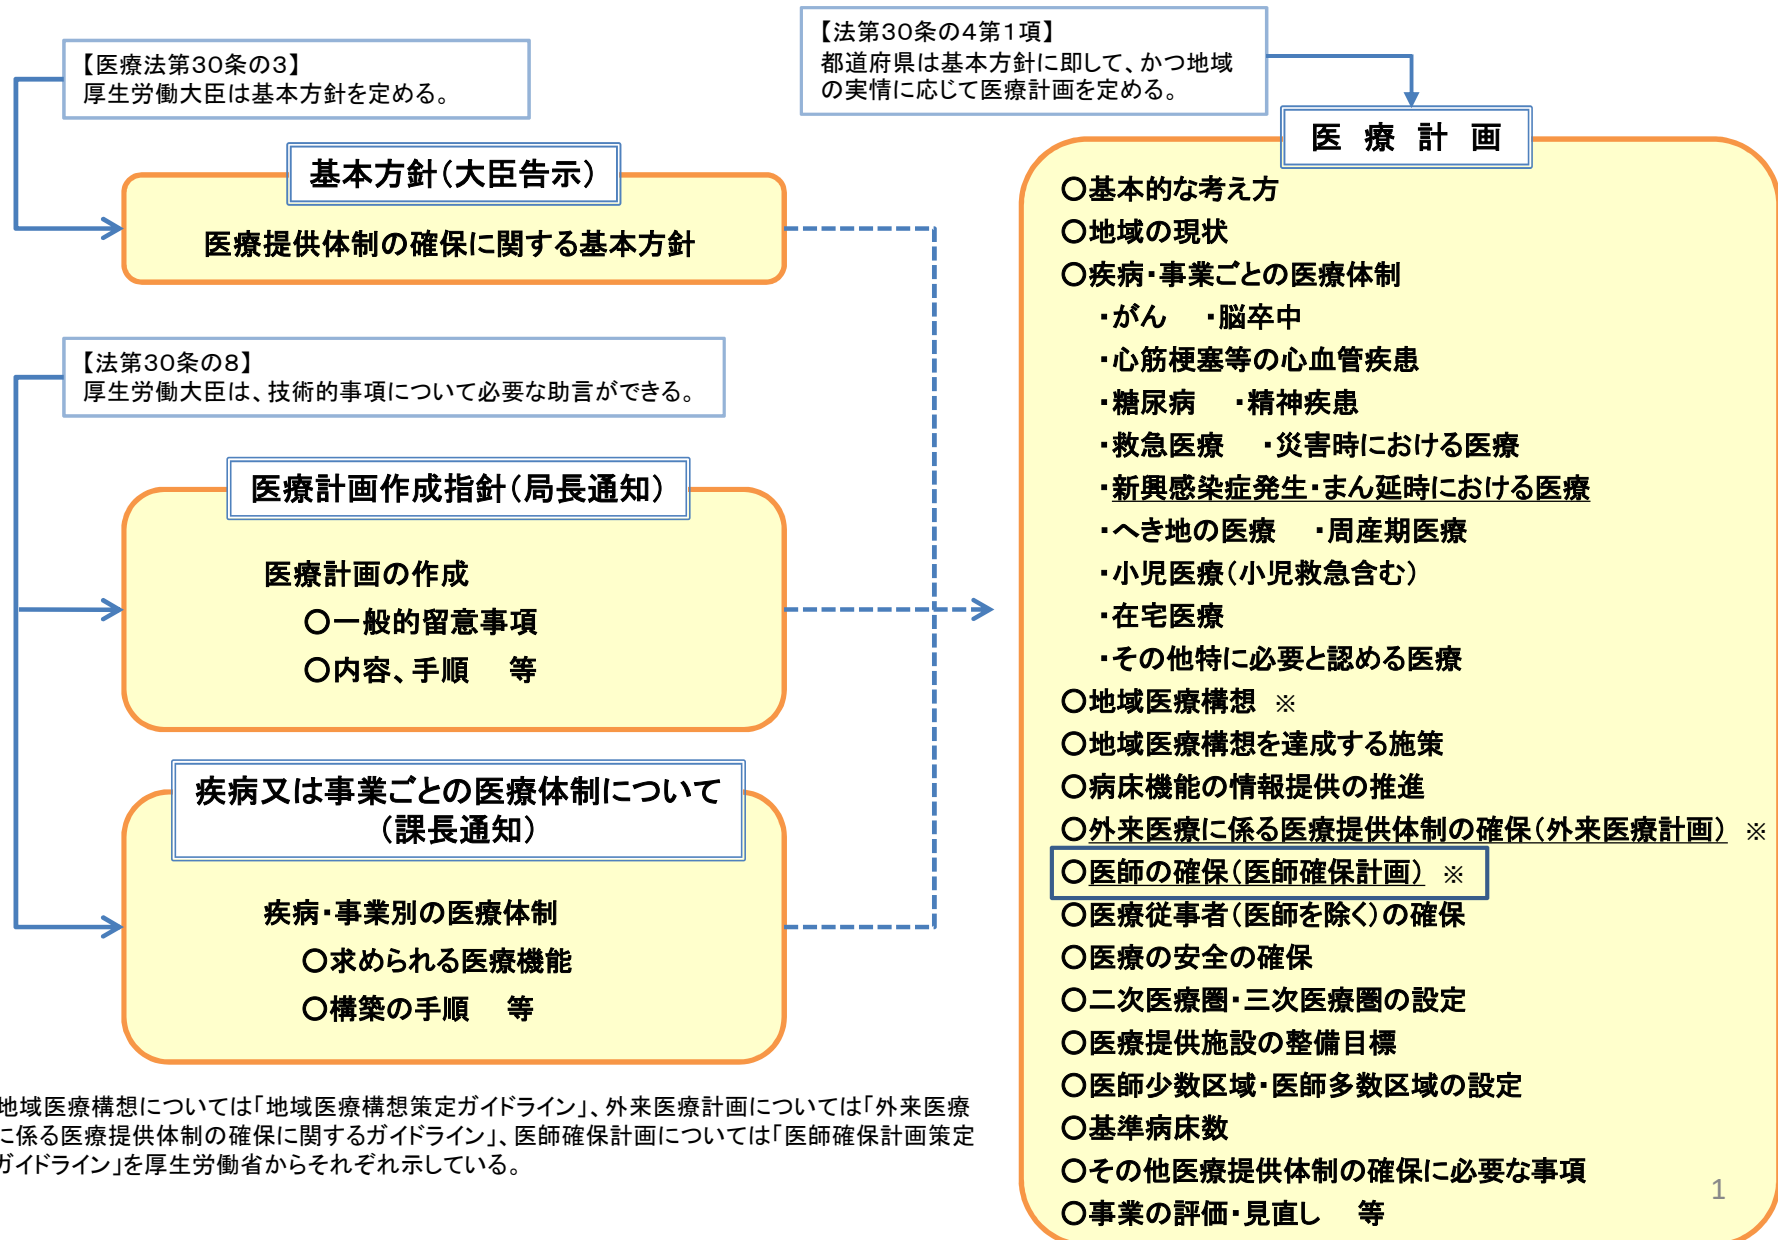 【医療法第30条の3】
厚生労働大臣は基本方針を定める。
基本方針(大臣告示)
医療提供体制の確保に関する基本方針
【法第30条の8】
厚生労働大臣は、技術的事項について必要な助言ができる。
医療計画作成指針(局長通知)
医療計画の作成
○一般的留意事項
○内容、手順　等
疾病又は事業ごとの医療体制について
(課長通知)
疾病・事業別の医療体制
○求められる医療機能
○構築の手順　等
地域医療構想については「地域医療構想策定ガイドライン」、外来医療計画については「外来医療
に係る医療提供体制の確保に関するガイドライン」、医師確保計画については「医師確保計画策定
ガイドライン」を厚生労働省からそれぞれ示している。
【法第30条の4第1項】
都道府県は基本方針に即して、かつ地域
の実情に応じて医療計画を定める。
医 療 計 画
○基本的な考え方
○地域の現状
○疾病・事業ごとの医療体制
・がん　・脳卒中
・心筋梗塞等の心血管疾患
・糖尿病　・精神疾患
・救急医療　・災害時における医療
・新興感染症発生・まん延時における医療
・へき地の医療　・周産期医療
・小児医療(小児救急含む)
・在宅医療
・その他特に必要と認める医療
○地域医療構想 ※
○地域医療構想を達成する施策
○病床機能の情報提供の推進
○外来医療に係る医療提供体制の確保(外来医療計画) ※
○医師の確保(医師確保計画) ※
○医療従事者(医師を除く)の確保
○医療の安全の確保
○二次医療圏・三次医療圏の設定
○医療提供施設の整備目標
○医師少数区域・医師多数区域の設定
○基準病床数
○その他医療提供体制の確保に必要な事項
○事業の評価・見直し　等
1